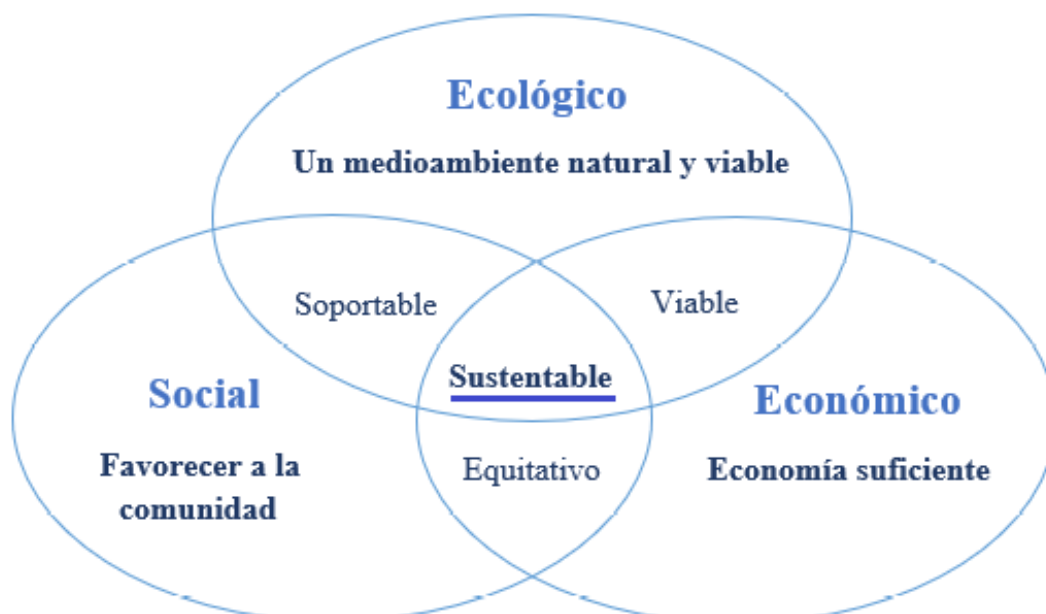 Ecológico
Un medioambiente natural y viable
Soportable
Viable
Sustentable
Social
Económico
Favorecer a la
comunidad
Equitativo
Economía suficiente